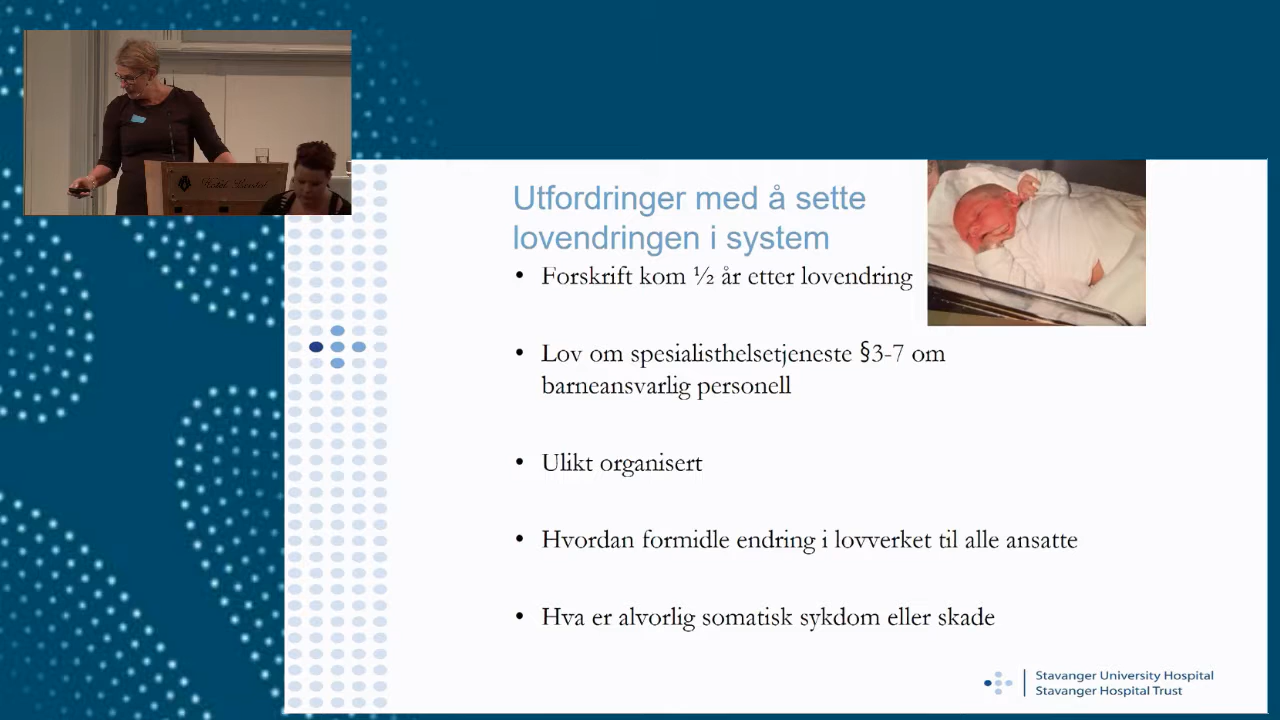 Utfordringer med å sette
lovendringen i system
• Forskrift kom ½ år etter lovendring
• Lov om spesialisthelsetjeneste §3-7 om
barneansvarlig personell
• Ulikt organisert
• Hvordan formidle endring i lovverket til alle ansatte
• Hva er alvorlig somatisk sykdom eller skade
Stavanger University Hospital
Stavanger Hospital Trust